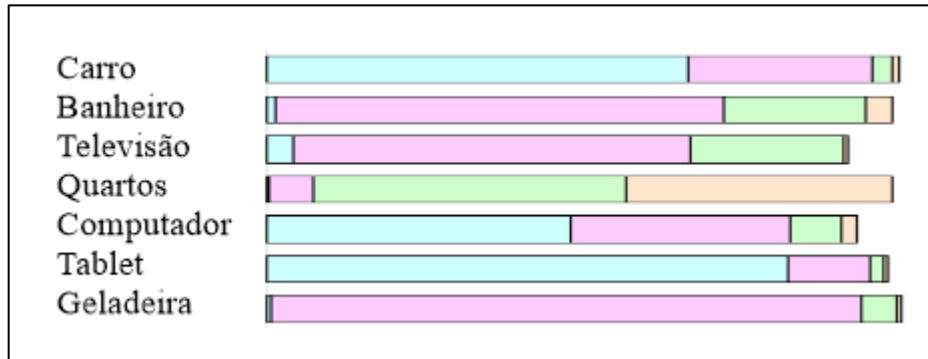 Carro
Banheiro
Televisão
Quartos
Computador
Tablet
Geladeira